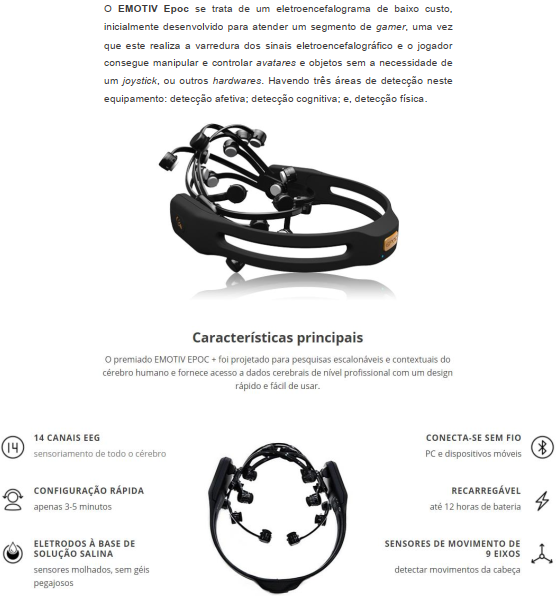 O EMOTIV Epoc se trata de um eletroencefalograma de baixo custo,
inicialmente desenvolvido para atender um segmento de gamer, uma vez
que este realiza a varredura dos sinais eletroencefalográfico e o jogador
consegue manipular e controlar avatares e objetos sem a necessidade de
um joystick, ou outros hardwares. Havendo três áreas de detecção neste
equipamento: detecção afetiva; detecção cognitiva; e, detecção física.
Características principais
O premiado EMOTIV EPOC + foi projetado para pesquisas escalonáveis e contextuais do
cérebro humano e fornece acesso a dados cerebrais de nível profissional com um design
rápido e fácil de usar.
14
14 CANAIS EEG
sensoriamento de todo o cérebro
CONFIGURAÇÃO RÁPIDA
apenas 3-5 minutos
ELETRODOS À BASE DE
SOLUÇÃO SALINA
sensores molhados, sem géis
pegajosos
CONECTA-SE SEM FIO
PC e dispositivos móveis
RECARREGÁVEL
até 12 horas de bateria
SENSORES DE MOVIMENTO DE
9 EIXOS
detectar movimentos da cabeça